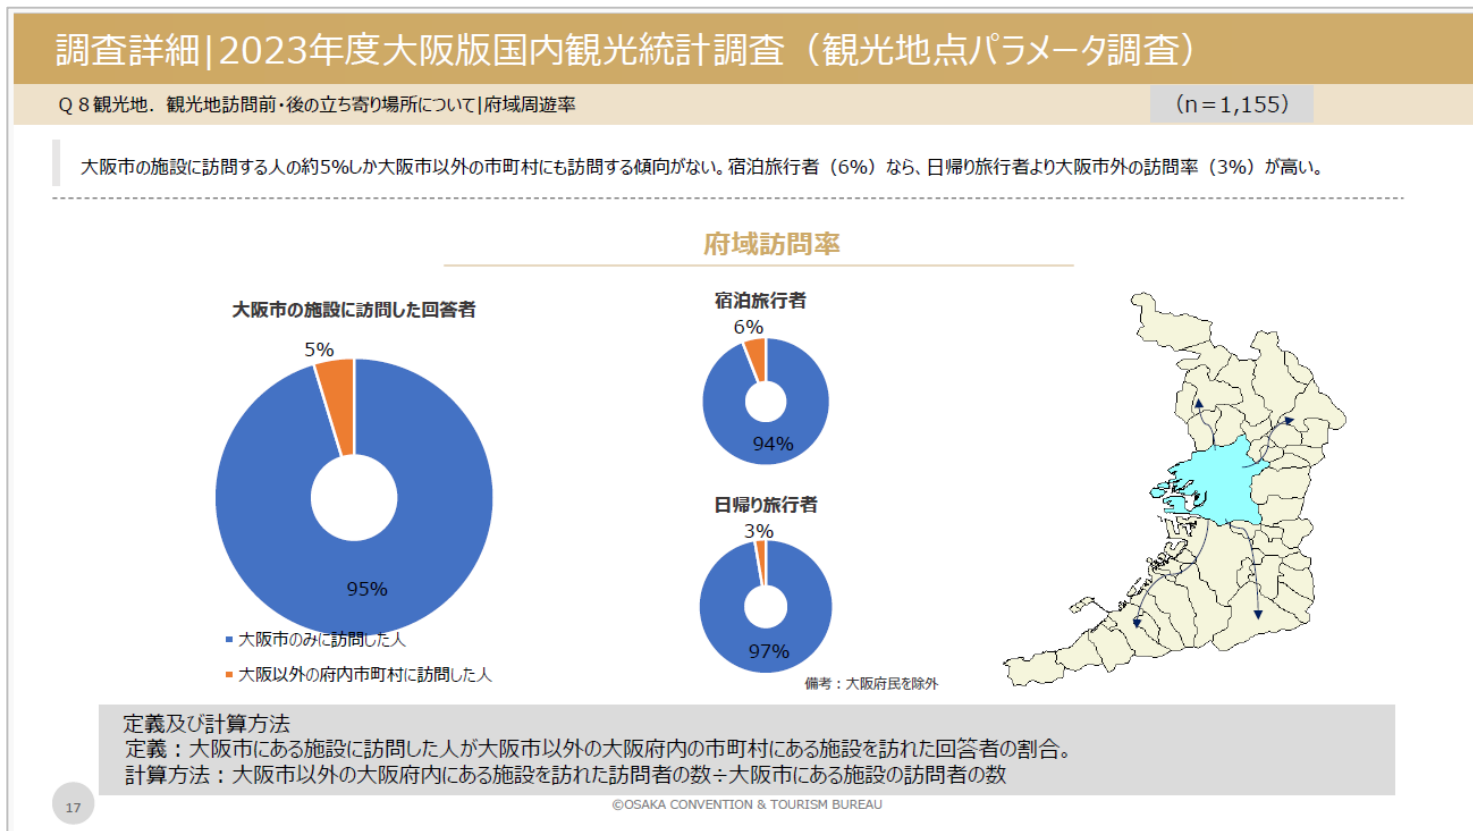 調査詳細|2023年度大阪版国内観光統計調査（観光地点パラメータ調査）
Ｑ８観光地．観光地訪問前・後の立ち寄り場所について|府域周遊率
（n＝1,155）
大阪市の施設に訪問する人の約5%しか大阪市以外の市町村にも訪問する傾向がない。宿泊旅行者（6%）なら、日帰り旅行者より大阪市外の訪問率（3%）が高い。
府域訪問率
大阪市の施設に訪問した回答者
5%
95%
■ 大阪市のみに訪問した人
■ 大阪以外の府内市町村に訪問した人
宿泊旅行者
6%
94%
日帰り旅行者
3%
97%
備考：大阪府民を除外
定義及び計算方法
定義：大阪市にある施設に訪問した人が大阪市以外の大阪府内の市町村にある施設を訪れた回答者の割合。
計算方法：大阪市以外の大阪府内にある施設を訪れた訪問者の数÷大阪市にある施設の訪問者の数
17
©OSAKA CONVENTION & TOURISM BUREAU